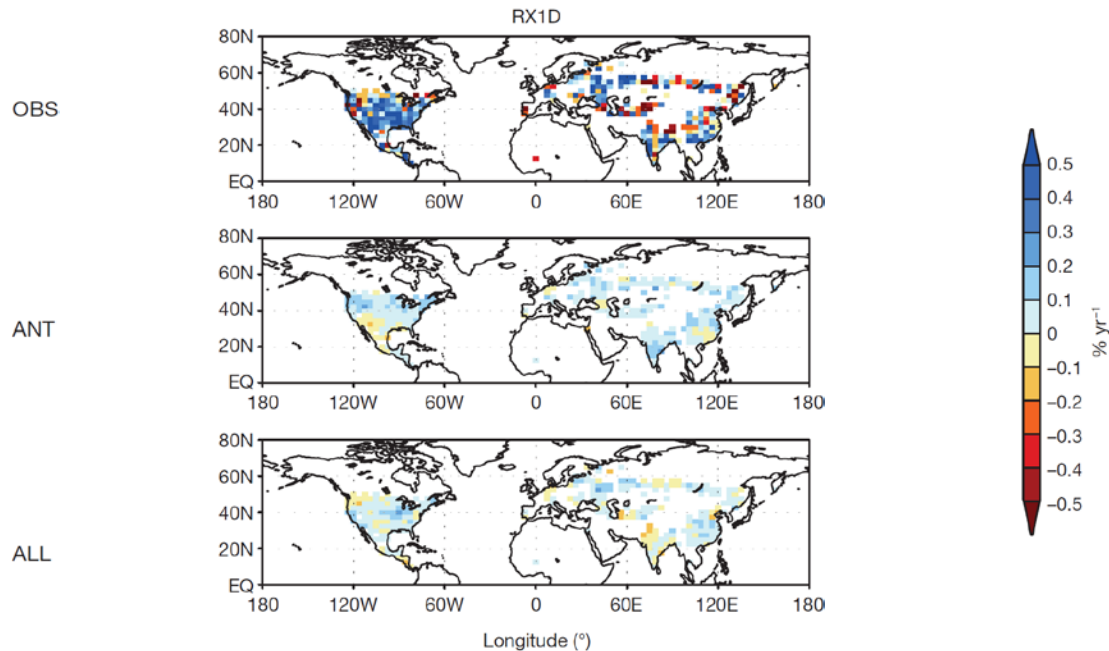 RX1D
80N
60N
OBS
40N
20N
EQ
180 120W 60W 0 60E 120E 180
80N
60N
ANT
40N
20N
EQ
180 120W 60W 0 60E 120E 180
80N
60N
40N
ALL
20N
EQ
180 120W 60W 0 60E 120E 180
Longitude (°)
0.5
0.4
0.3
0.2
0.1
0
−0.1
−0.2
−0.3
−0.4
−0.5
% yr⁻¹